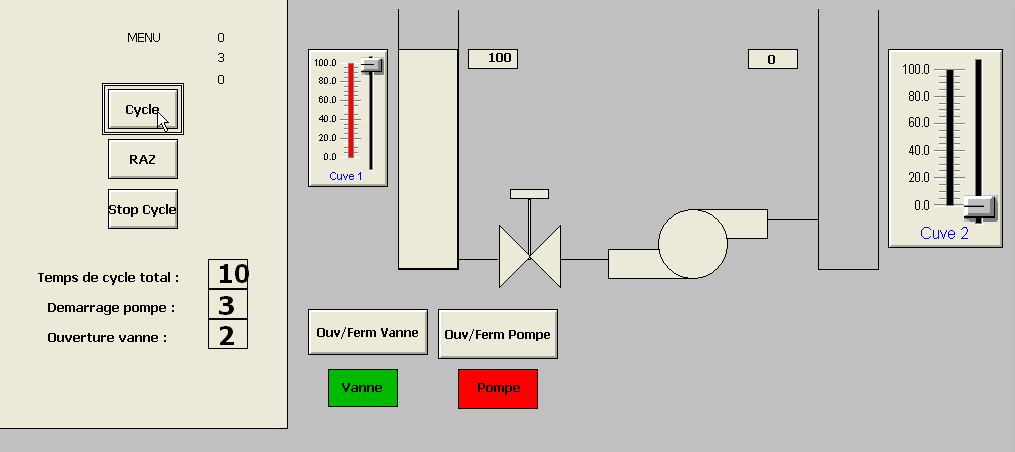 MENU 0
3
0
Cycle
RAZ
Stop Cycle
Temps de cycle total : 10
Demarrage pompe : 3
Ouverture vanne : 2
100.0
80.0
60.0
40.0
20.0
0.0
Cuve 1
100
0
100.0
80.0
60.0
40.0
20.0
0.0
Cuve 2
Ouv/Ferm Vanne
Ouv/Ferm Pompe
Vanne
Pompe